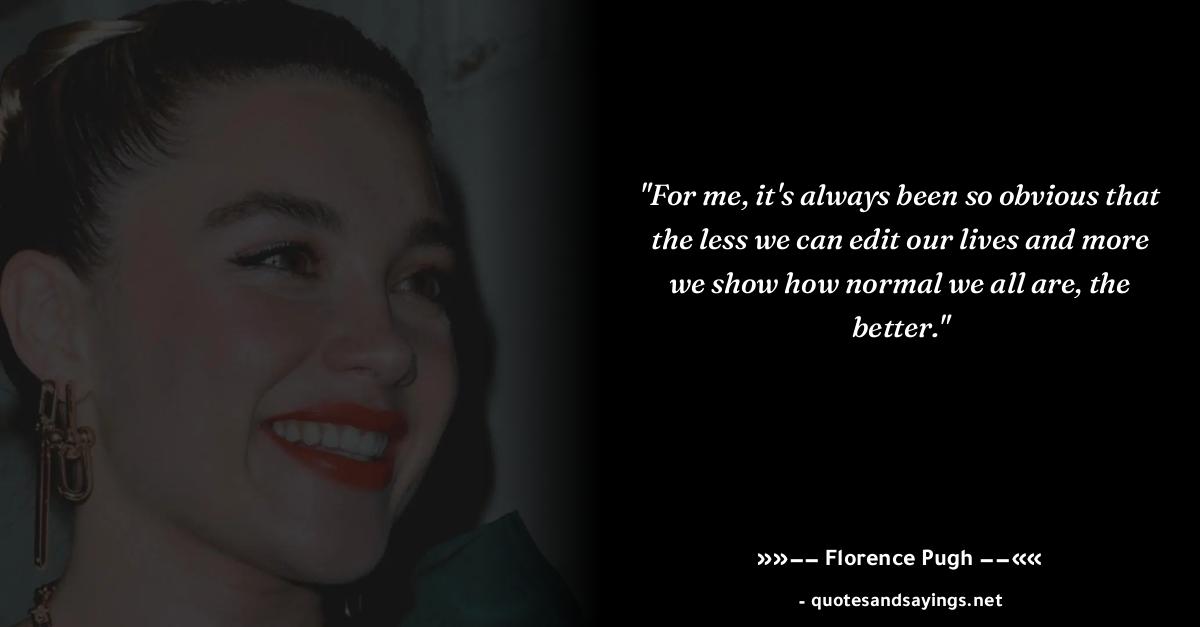 "For me, it's always been so obvious that
the less we can edit our lives and more
we show how normal we all are, the
better."
»»−− Florence Pugh −−««
- quotesandsayings.net